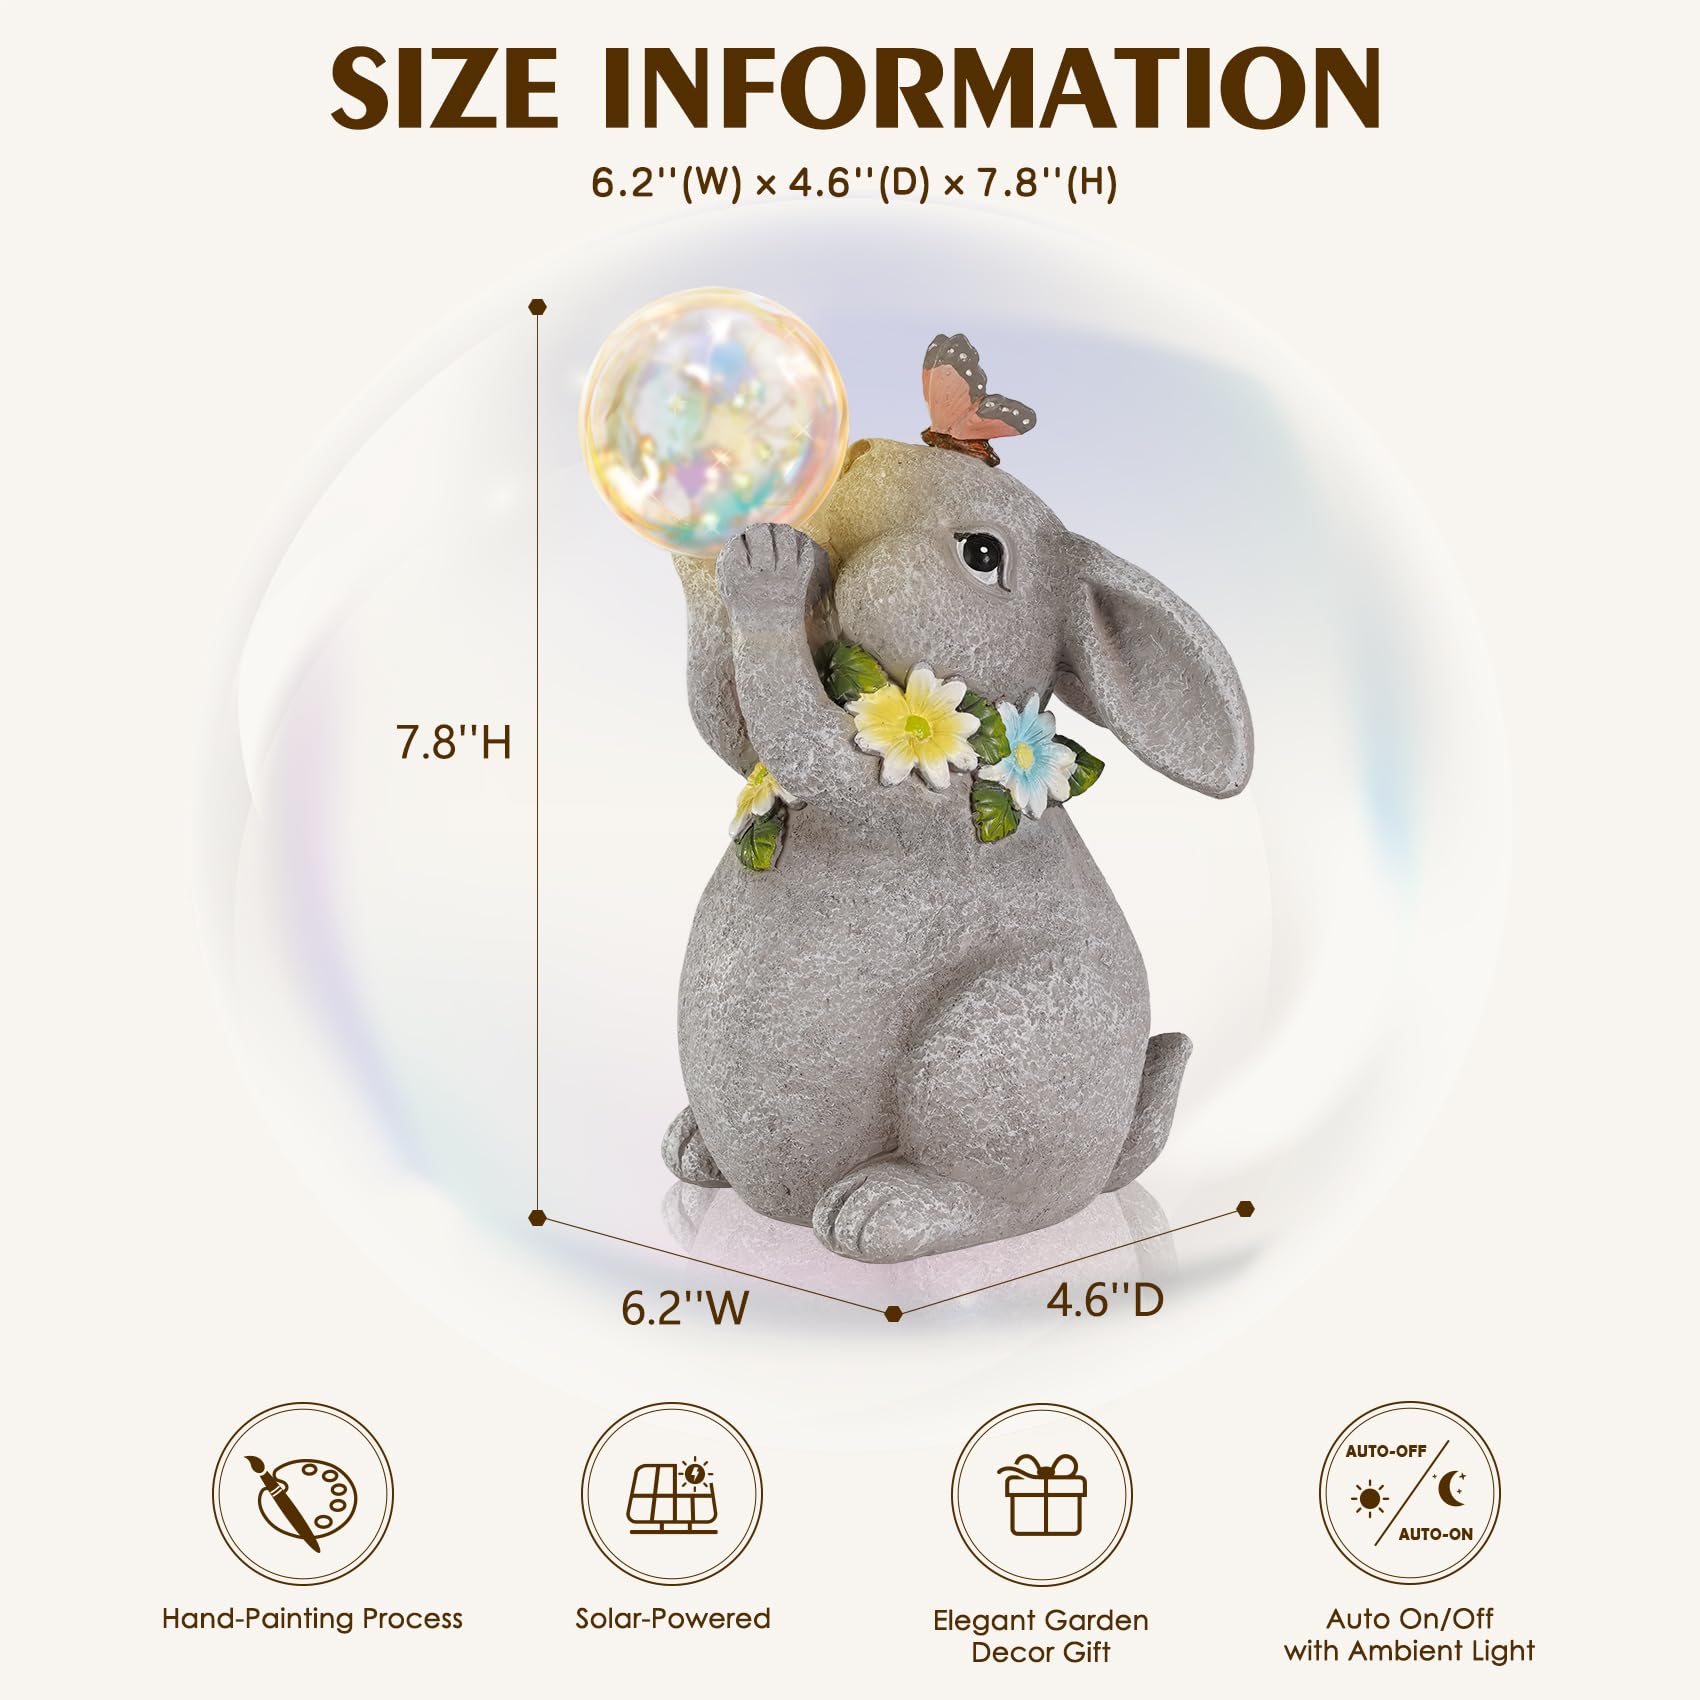 SIZE INFORMATION
6.2''(W) x 4.6''(D) x 7.8''(H)
7.8''H
6.2''W
4.6''D
AUTO-OFF
AUTO-ON
Hand-Painting Process
Solar-Powered
Elegant Garden
Decor Gift
Auto On/Off
with Ambient Light